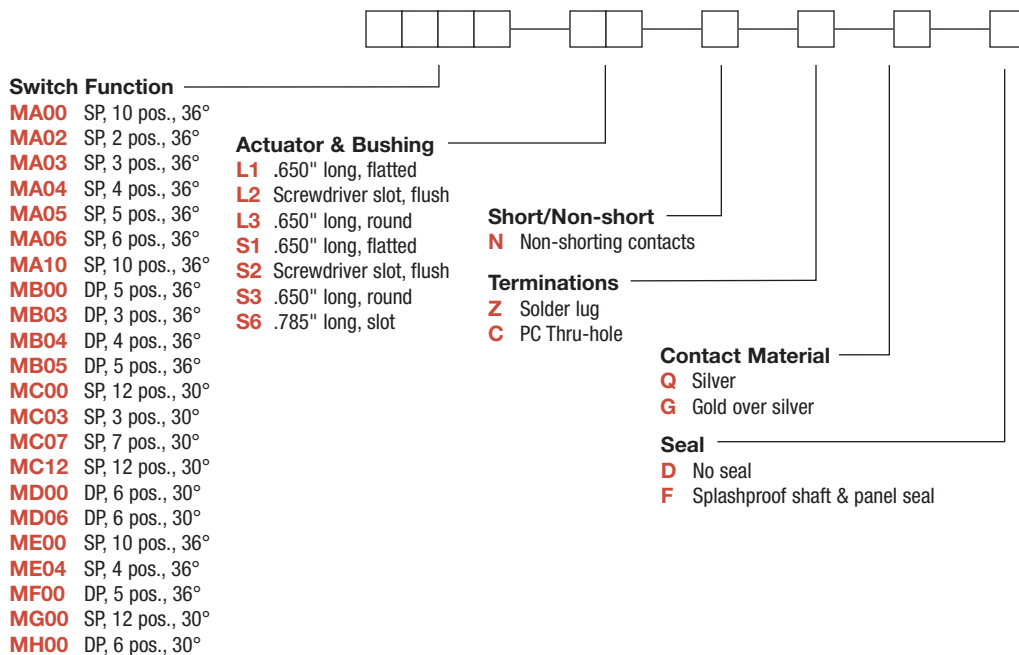 Switch Function
MA00 SP, 10 pos., 36°
MA02 SP, 2 pos., 36°
MA03 SP, 3 pos., 36°
MA04 SP, 4 pos., 36°
MA05 SP, 5 pos., 36°
MA06 SP, 6 pos., 36°
MA10 SP, 10 pos., 36°
MB00 DP, 5 pos., 36°
MB03 DP, 3 pos., 36°
MB04 DP, 4 pos., 36°
MB05 DP, 5 pos., 36°
MC00 SP, 12 pos., 30°
MC03 SP, 3 pos., 30°
MC07 SP, 7 pos., 30°
MC12 SP, 12 pos., 30°
MD00 DP, 6 pos., 30°
MD06 DP, 6 pos., 30°
ME00 SP, 10 pos., 36°
ME04 SP, 4 pos., 36°
MF00 DP, 5 pos., 36°
MG00 SP, 12 pos., 30°
MH00 DP, 6 pos., 30°
Actuator & Bushing
L1 .650" long, flatted
L2 Screwdriver slot, flush
L3 .650" long, round
S1 .650" long, flatted
S2 Screwdriver slot, flush
S3 .650" long, round
S6 .785" long, slot
Short/Non-short
N Non-shorting contacts
Terminations
Z Solder lug
C PC Thru-hole
Contact Material
Q Silver
G Gold over silver
Seal
D No seal
F Splashproof shaft & panel seal